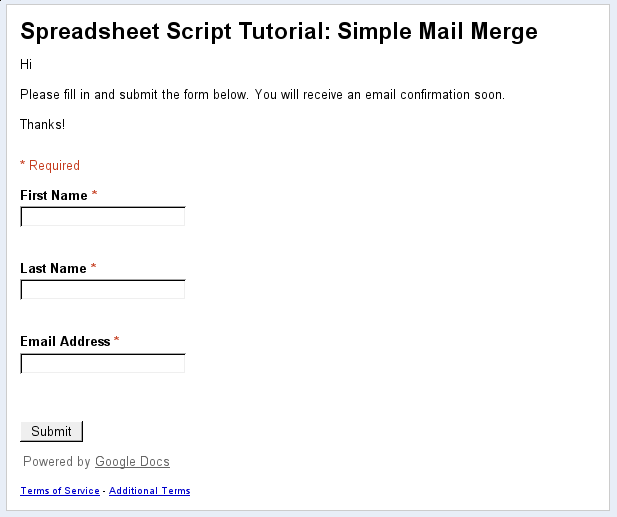 Spreadsheet Script Tutorial: Simple Mail Merge
Hi
Please fill in and submit the form below. You will receive an email confirmation soon.
Thanks!
* Required
First Name *
Last Name *
Email Address *
Submit
Powered by Google Docs
Terms of Service - Additional Terms